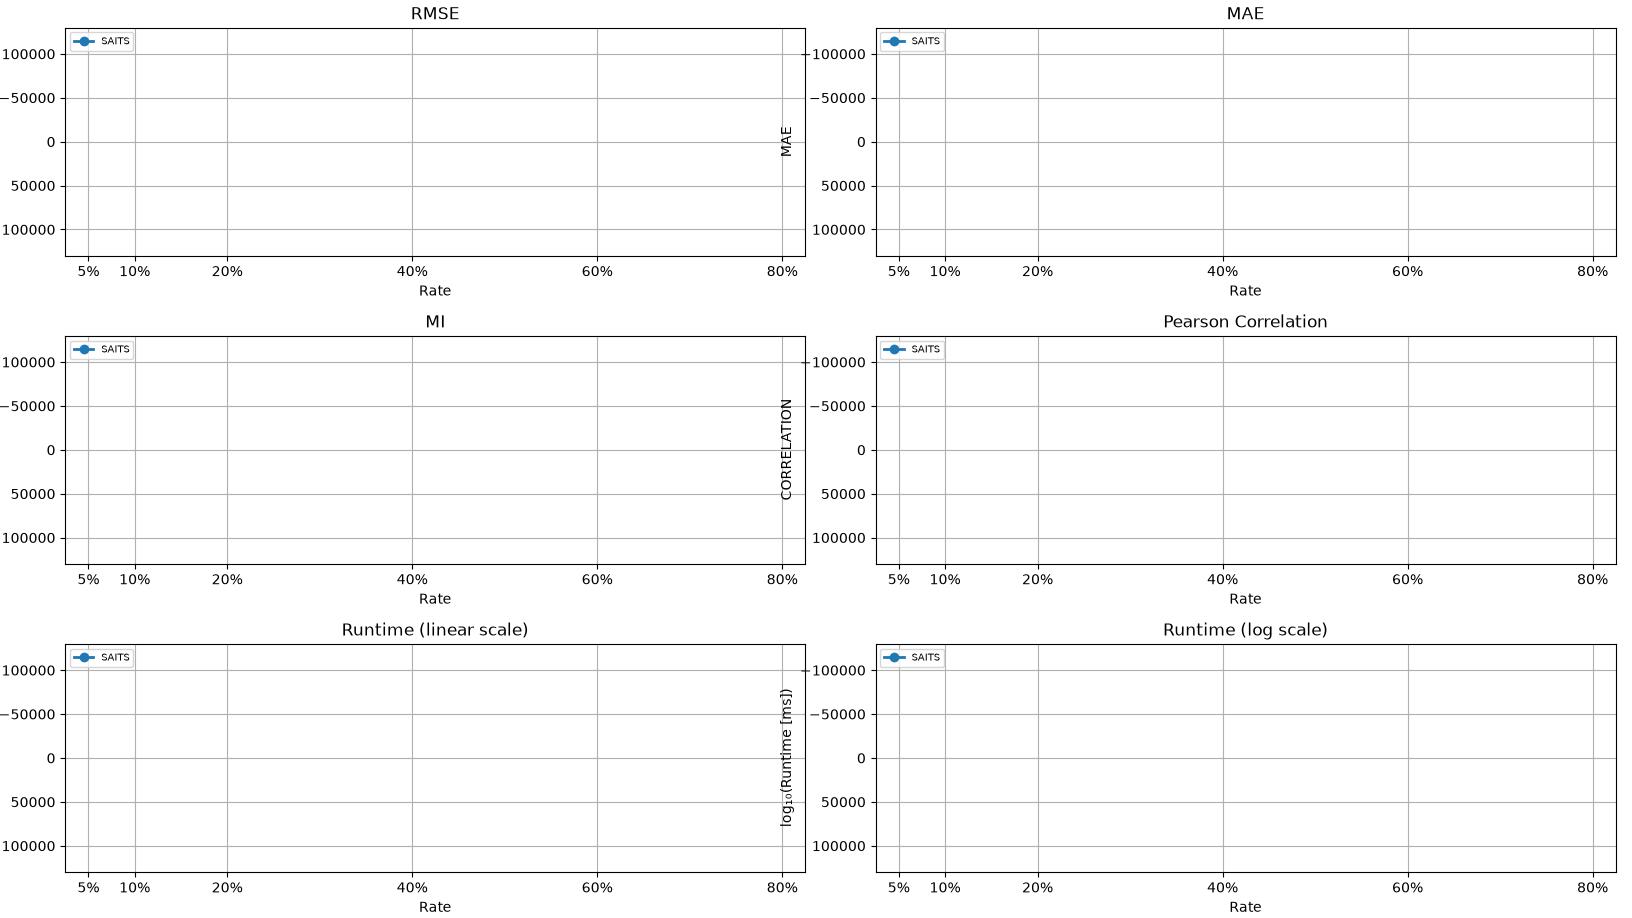 RMSE
SAITS
100000
−50000
0
50000
100000
5% 10% 20% 40% 60% 80%
Rate
MAE
MAE
SAITS
−100000
−50000
0
50000
100000
5% 10% 20% 40% 60% 80%
Rate
MI
SAITS
100000
−50000
0
50000
100000
5% 10% 20% 40% 60% 80%
Rate
Pearson Correlation
CORRELATION
SAITS
−100000
−50000
0
50000
100000
5% 10% 20% 40% 60% 80%
Rate
Runtime (linear scale)
SAITS
100000
−50000
0
50000
100000
5% 10% 20% 40% 60% 80%
Rate
Runtime (log scale)
log₁₀(Runtime [ms])
SAITS
−100000
−50000
0
50000
100000
5% 10% 20% 40% 60% 80%
Rate